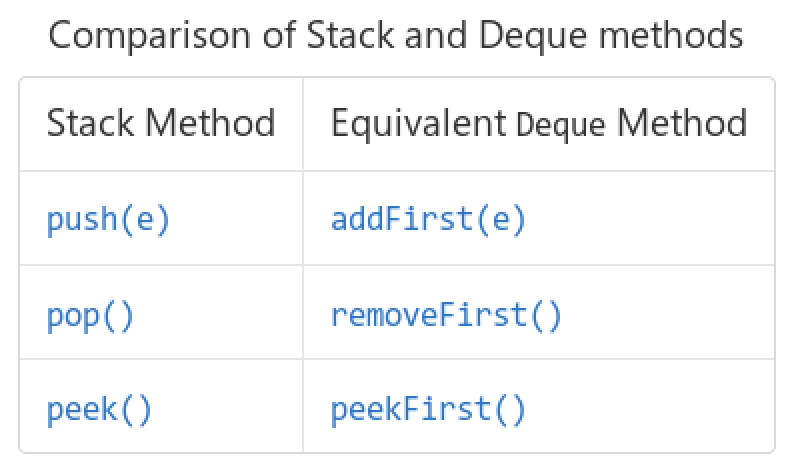 Comparison of Stack and Deque methods
Stack Method Equivalent Deque Method
push(e) addFirst(e)
pop() removeFirst()
peek() peekFirst()